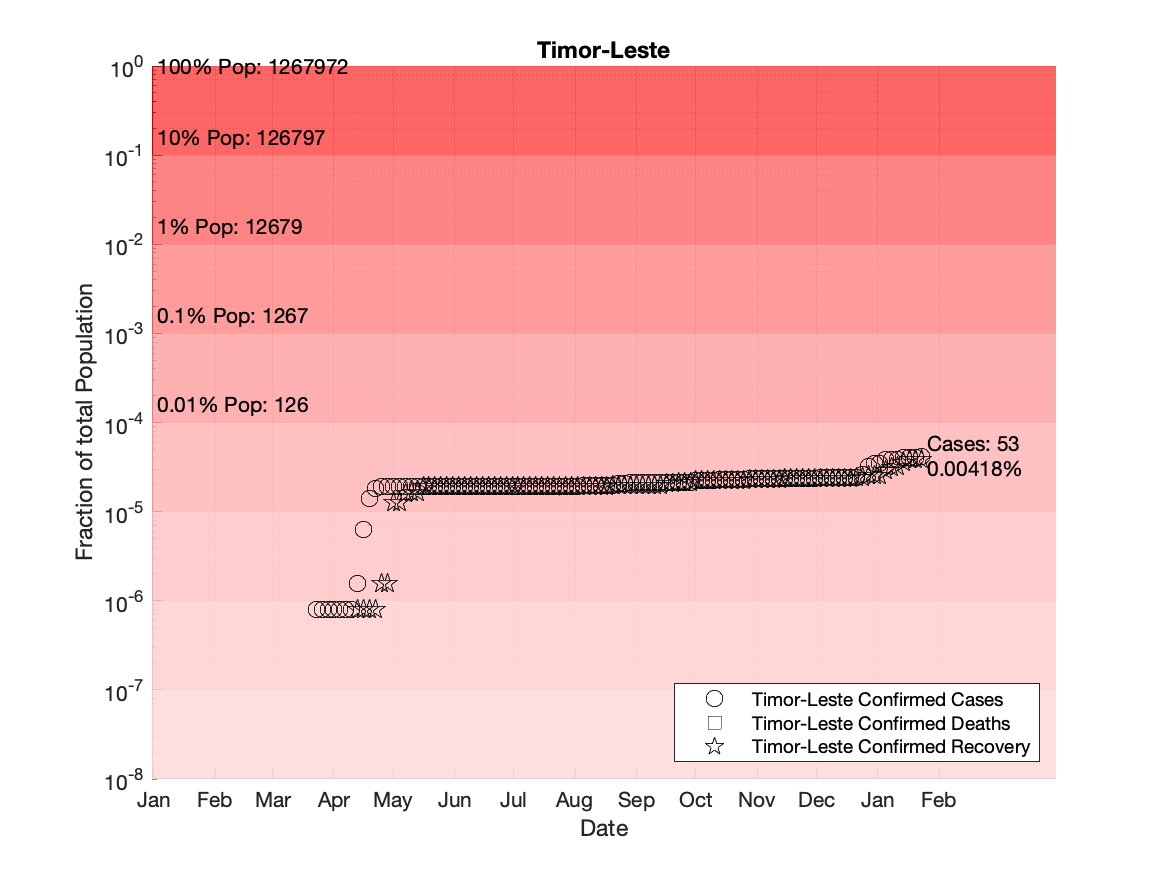 Timor-Leste
10^0
100% Pop: 1267972
10% Pop: 126797
10^-1
1% Pop: 12679
10^-2
0.1% Pop: 1267
10^-3
0.01% Pop: 126
10^-4
Cases: 53
0.00418%
10^-5
10^-6
10^-7
10^-8
Fraction of total Population
Timor-Leste Confirmed Cases
Timor-Leste Confirmed Deaths
Timor-Leste Confirmed Recovery
Jan Feb Mar Apr May Jun Jul Aug Sep Oct Nov Dec Jan Feb
Date